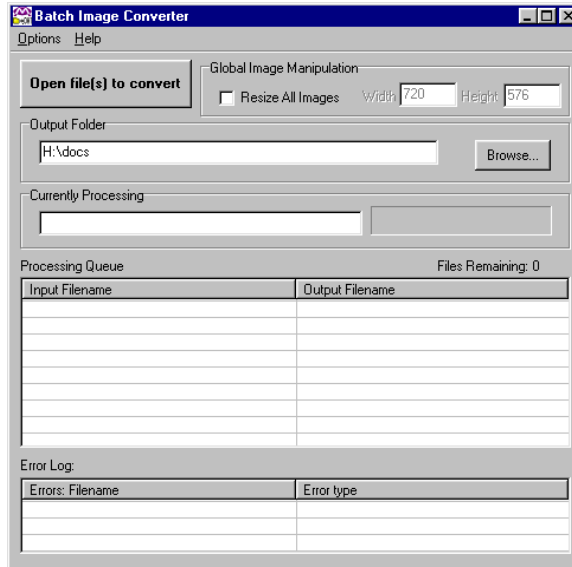 Batch Image Converter
Options Help
Open file(s) to convert
Global Image Manipulation
Resize All Images Width 720 Height 576
Output Folder
H:\docs Browse...
Currently Processing
Processing Queue Files Remaining: 0
Input Filename Output Filename
Error Log:
Errors: Filename Error type